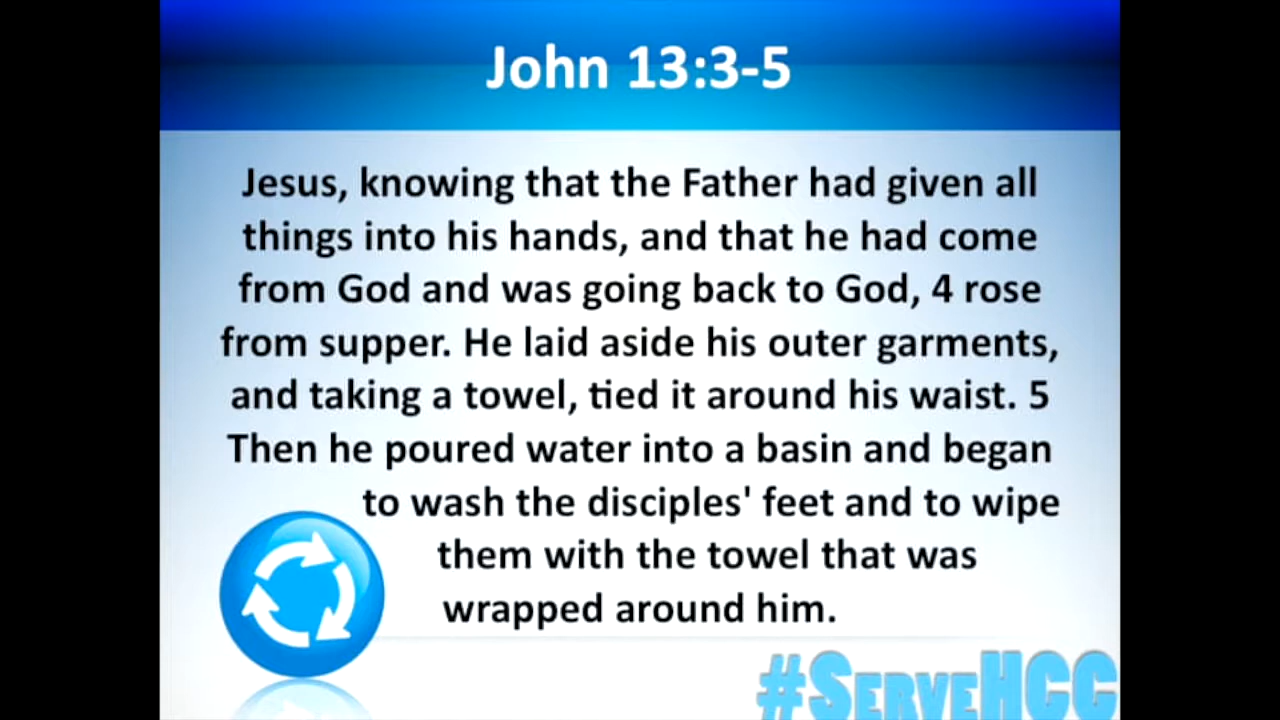 John 13:3-5
Jesus, knowing that the Father had given all
things into his hands, and that he had come
from God and was going back to God, 4 rose
from supper. He laid aside his outer garments,
and taking a towel, tied it around his waist. 5
Then he poured water into a basin and began
to wash the disciples' feet and to wipe
them with the towel that was
wrapped around him.
#SERVEHCC